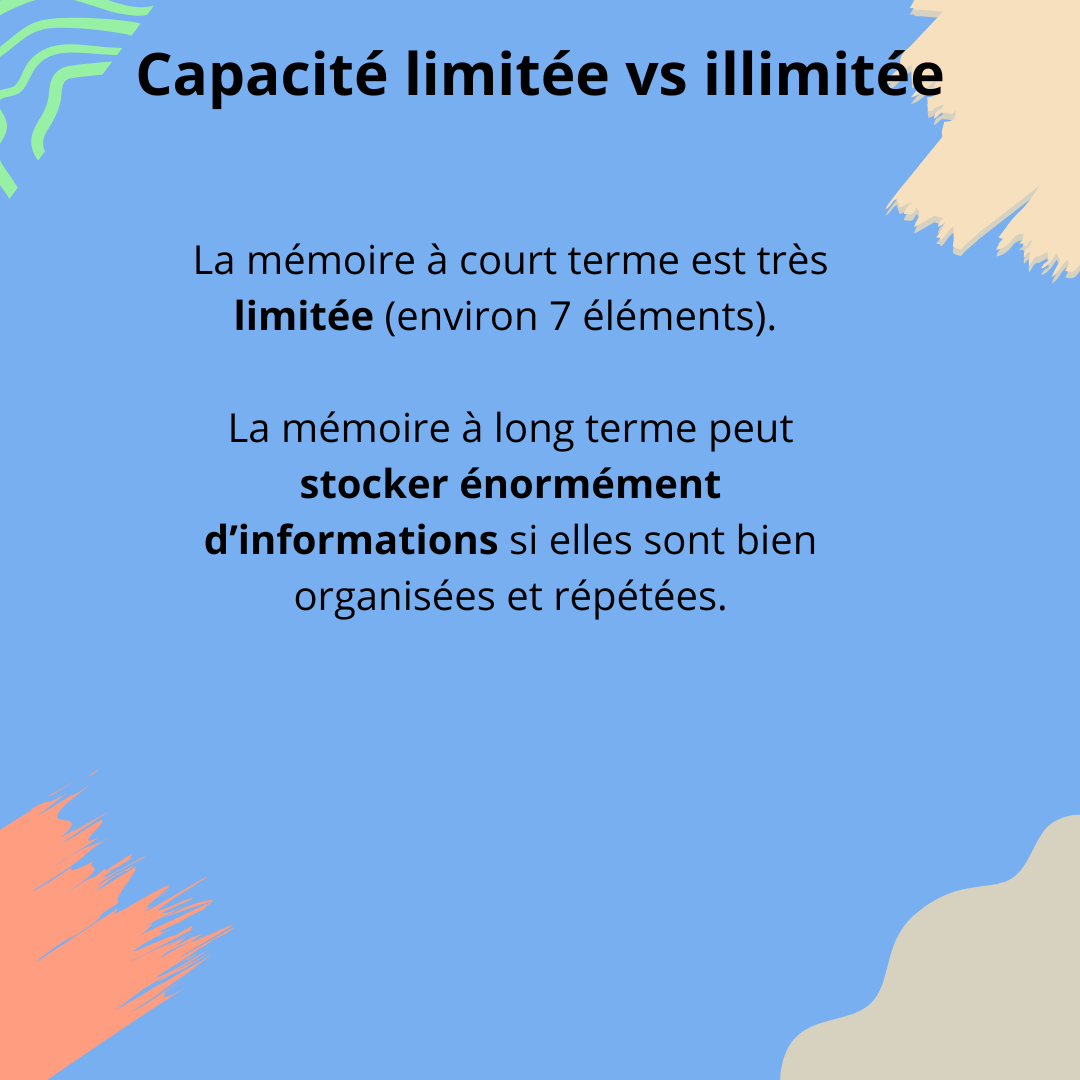 Capacité limitée vs illimitée
La mémoire à court terme est très
limitée (environ 7 éléments).
La mémoire à long terme peut
stocker énormément
d’informations si elles sont bien
organisées et répétées.